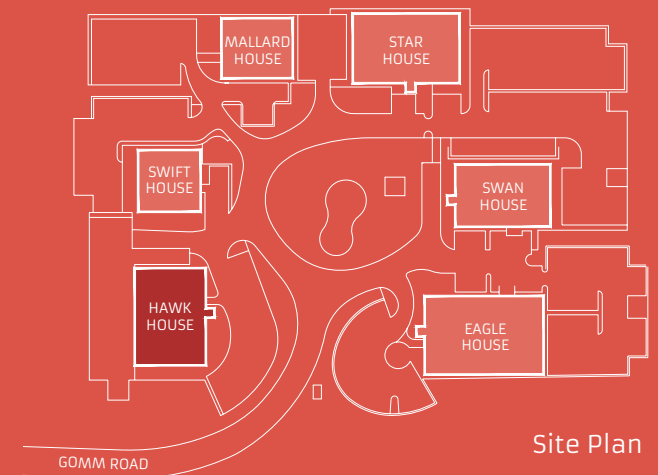 MALLARD
HOUSE
STAR
HOUSE
SWIFT
HOUSE
SWAN
HOUSE
HAWK
HOUSE
EAGLE
HOUSE
Site Plan
GOMM ROAD